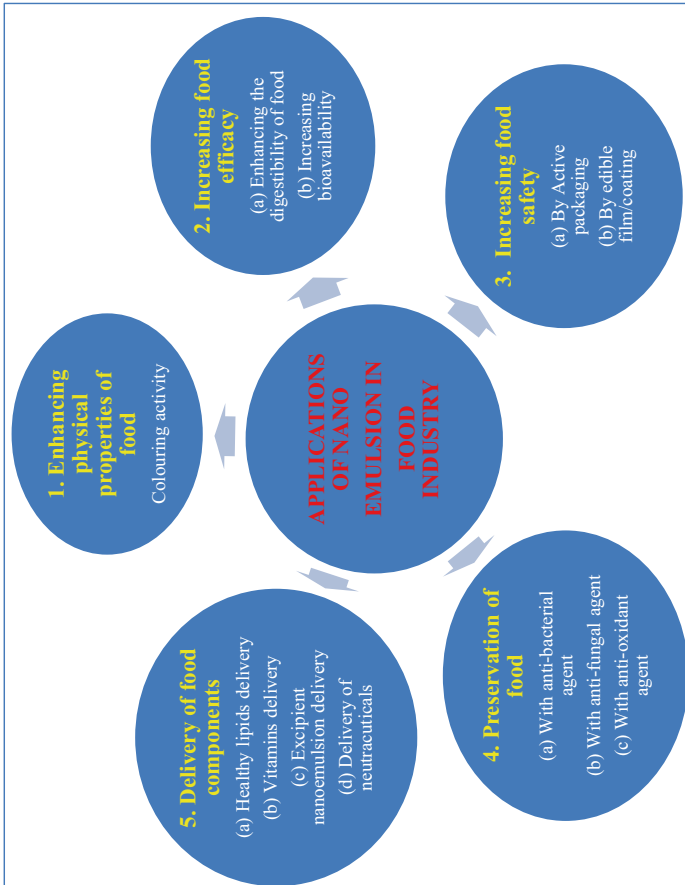 APPLICATIONS
OF NANO
EMULSION IN
FOOD
INDUSTRY
1. Enhancing
physical
properties of
food
Colouring activity
2. Increasing food
efficacy
(a) Enhancing the
digestibility of food
(b) Increasing
bioavailability
3. Increasing food
safety
(a) By Active
packaging
(b) By edible
film/coating
4. Preservation of
food
(a) With anti-bacterial
agent
(b) With anti-fungal agent
(c) With anti-oxidant
agent
5. Delivery of food
components
(a) Healthy lipids delivery
(b) Vitamins delivery
(c) Excipient
nanoemulsion delivery
(d) Delivery of
neutracuticals